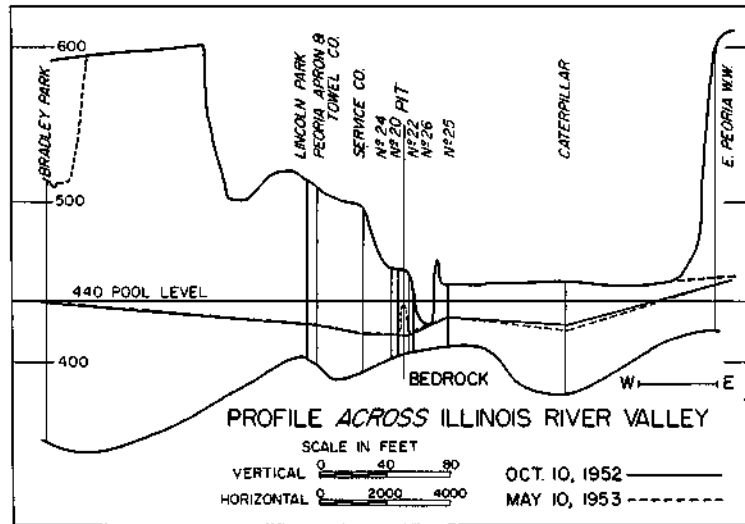 600
500
400
BRADLEY PARK
LINCOLN PARK
PEORIA APRON &
TOWEL CO.
SERVICE CO.
Nº 24
Nº 20
PIT
Nº 22
Nº 26
Nº 25
CATERPILLAR
E. PEORIA W.W.
440 POOL LEVEL
BEDROCK
W E
PROFILE ACROSS ILLINOIS RIVER VALLEY
SCALE IN FEET
VERTICAL 0 40 80
HORIZONTAL 0 2000 4000
OCT. 10, 1952
MAY 10, 1953